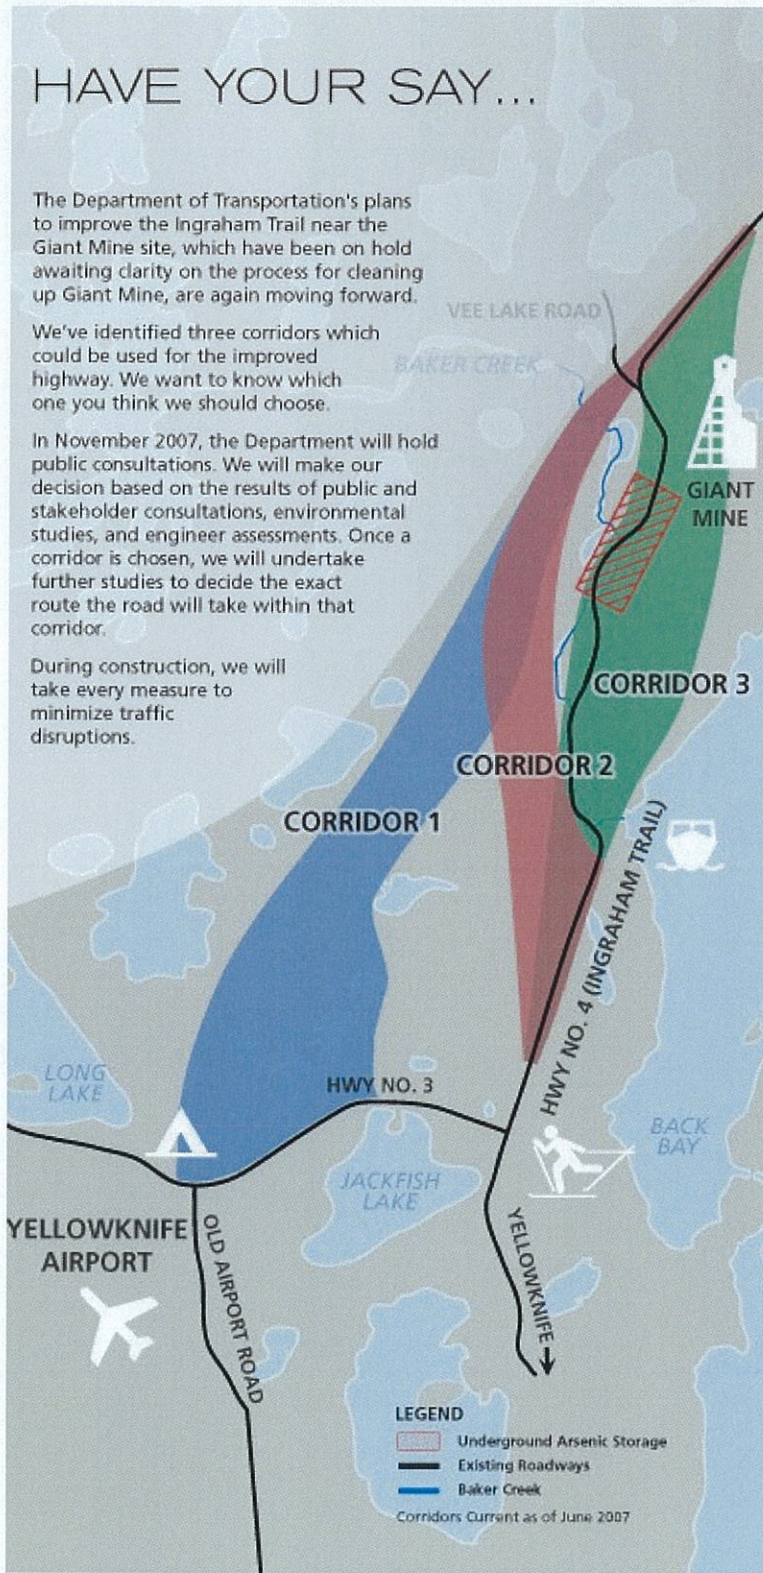 HAVE YOUR SAY...
The Department of Transportation's plans
to improve the Ingraham Trail near the
Giant Mine site, which have been on hold
awaiting clarity on the process for cleaning
up Giant Mine, are again moving forward.
We've identified three corridors which
could be used for the improved
highway. We want to know which
one you think we should choose.
In November 2007, the Department will hold
public consultations. We will make our
decision based on the results of public and
stakeholder consultations, environmental
studies, and engineer assessments. Once a
corridor is chosen, we will undertake
further studies to decide the exact
route the road will take within that
corridor.
During construction, we will
take every measure to
minimize traffic
disruptions.
VEE LAKE ROAD
BAKER CREEK
GIANT
MINE
CORRIDOR 3
CORRIDOR 2
CORRIDOR 1
HWY NO. 4 (INGRAHAM TRAIL)
LONG
LAKE
HWY NO. 3
BACK
BAY
JACKFISH
LAKE
YELLOWKNIFE
AIRPORT
OLD AIRPORT ROAD
YELLOWKNIFE
LEGEND
Underground Arsenic Storage
Existing Roadways
Baker Creek
Corridors Current as of June 2007